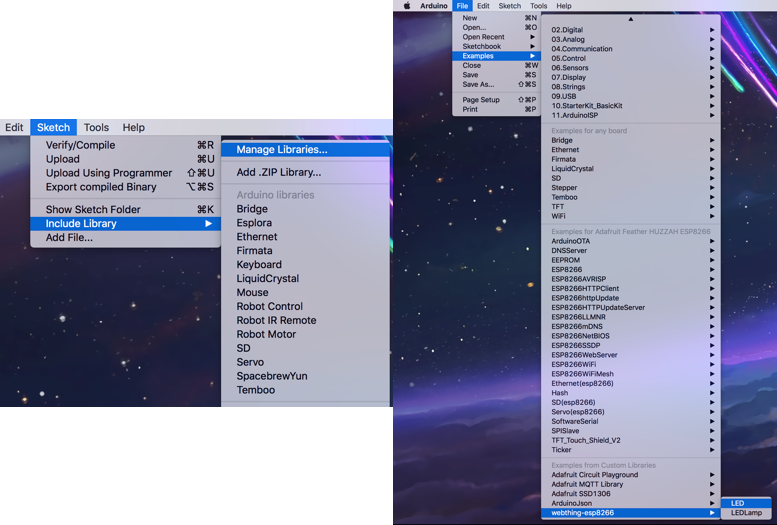 Edit Sketch Tools Help
Verify/Compile ⌘R
Upload ⌘U
Upload Using Programmer ⇧⌘U
Export compiled Binary ⌥⌘S
Show Sketch Folder ⌘K
Include Library ▶
Add File...
Manage Libraries...
Add .ZIP Library...
Arduino libraries
Bridge
Esplora
Ethernet
Firmata
Keyboard
LiquidCrystal
Mouse
Robot Control
Robot IR Remote
Robot Motor
SD
Servo
SpacebrewYun
Temboo
Arduino File Edit Sketch Tools Help
New ⌘N
Open... ⌘O
Open Recent ▶
Sketchbook ▶
Examples ▶
Close ⌘W
Save ⌘S
Save As... ⇧⌘S
Page Setup ⇧⌘P
Print ⌘P
02.Digital
03.Analog
04.Communication
05.Control
06.Sensors
07.Display
08.Strings
09.USB
10.StarterKit_BasicKit
11.ArduinoISP
Examples for any board
Bridge
Ethernet
Firmata
LiquidCrystal
SD
Stepper
Temboo
TFT
WiFi
Examples for Adafruit Feather HUZZAH ESP8266
ArduinoOTA
DNSServer
EEPROM
ESP8266
ESP8266AVRISP
ESP8266HTTPClient
ESP8266httpUpdate
ESP8266HTTPUpdateServer
ESP8266LLMNR
ESP8266mDNS
ESP8266NetBIOS
ESP8266SSDP
ESP8266WebServer
ESP8266WiFi
ESP8266WiFiMesh
Ethernet(esp8266)
Hash
SD(esp8266)
Servo(esp8266)
SoftwareSerial
SPISlave
TFT_Touch_Shield_V2
Ticker
Examples from Custom Libraries
Adafruit Circuit Playground
Adafruit MQTT Library
Adafruit SSD1306
ArduinoJson
webthing-esp8266
LED
LEDLamp